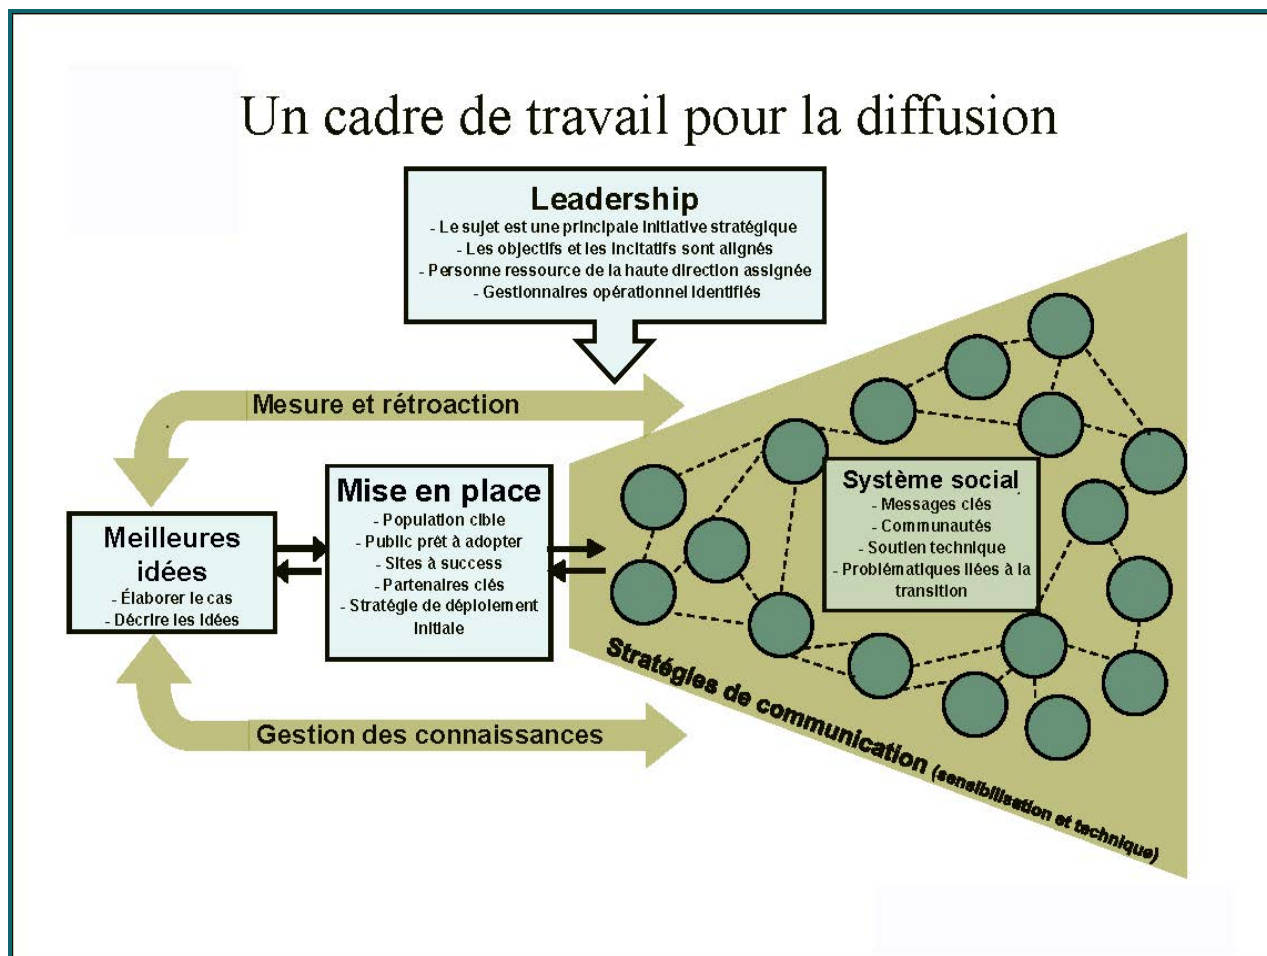 Un cadre de travail pour la diffusion
Leadership
- Le sujet est une principale initiative stratégique
- Les objectifs et les incitatifs sont alignés
- Personne ressource de la haute direction assignée
- Gestionnaires opérationnel identifiés
Mesure et rétroaction
Meilleures
idées
- Élaborer le cas
- Décrire les idées
Mise en place
- Population cible
- Public prêt à adopter
- Sites à success
- Partenaires clés
- Stratégie de déploiement
initiale
Système social
- Messages clés
- Communautés
- Soutien technique
- Problématiques liées à la
transition
Gestion des connaissances
Stratégies de communication (sensibilisation et technique)